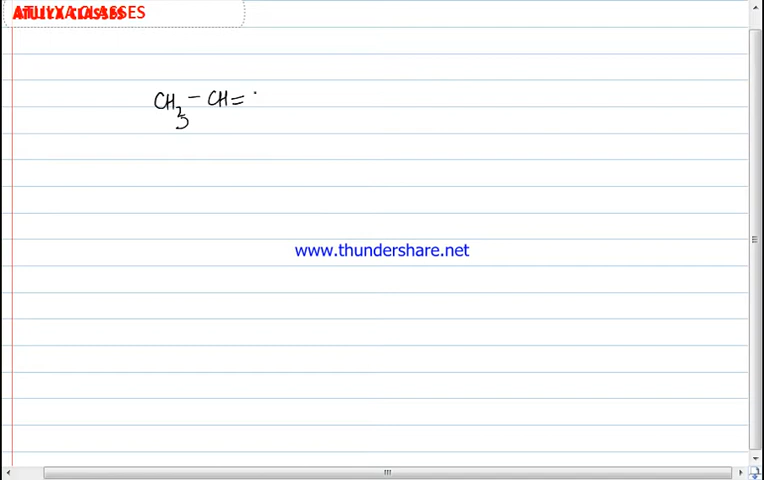 ATULYA CLASSES
CH3 – CH =
www.thundershare.net